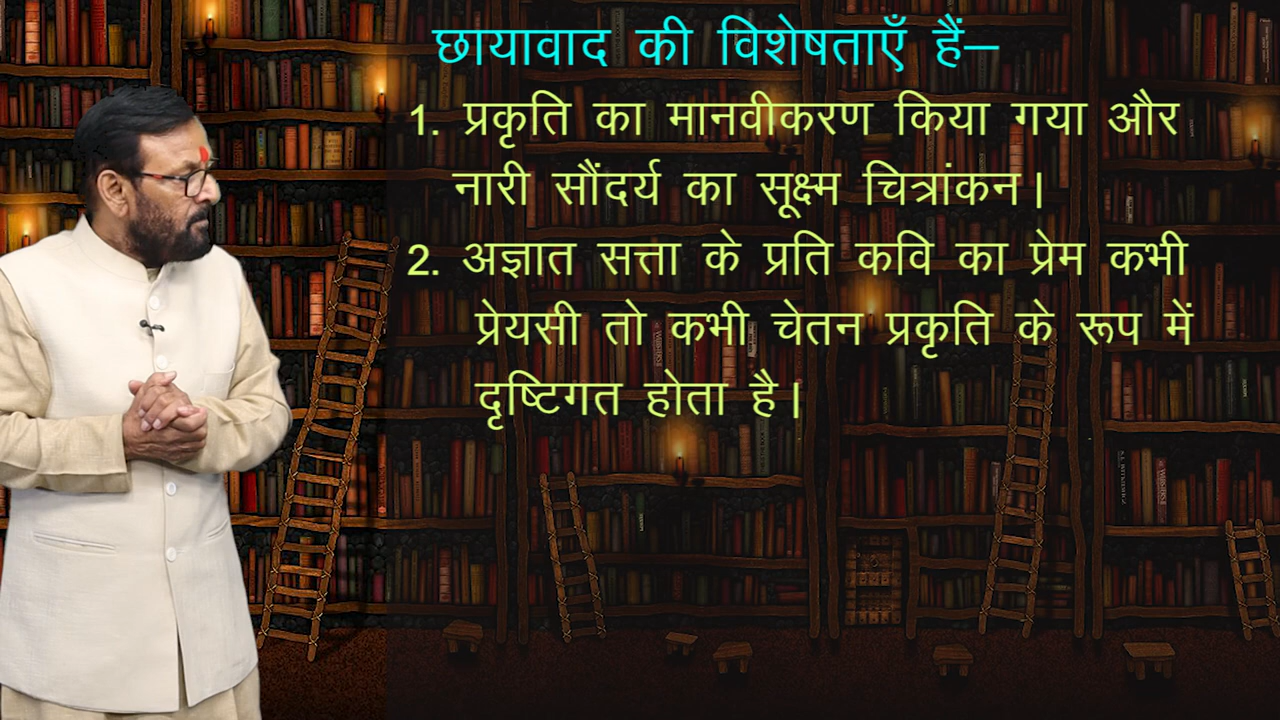 छायावाद की विशेषताएँ हैं–
1. प्रकृति का मानवीकरण किया गया और
नारी सौंदर्य का सूक्ष्म चित्रांकन।
2. अज्ञात सत्ता के प्रति कवि का प्रेम कभी
प्रेयसी तो कभी चेतन प्रकृति के रूप में
दृष्टिगत होता है।